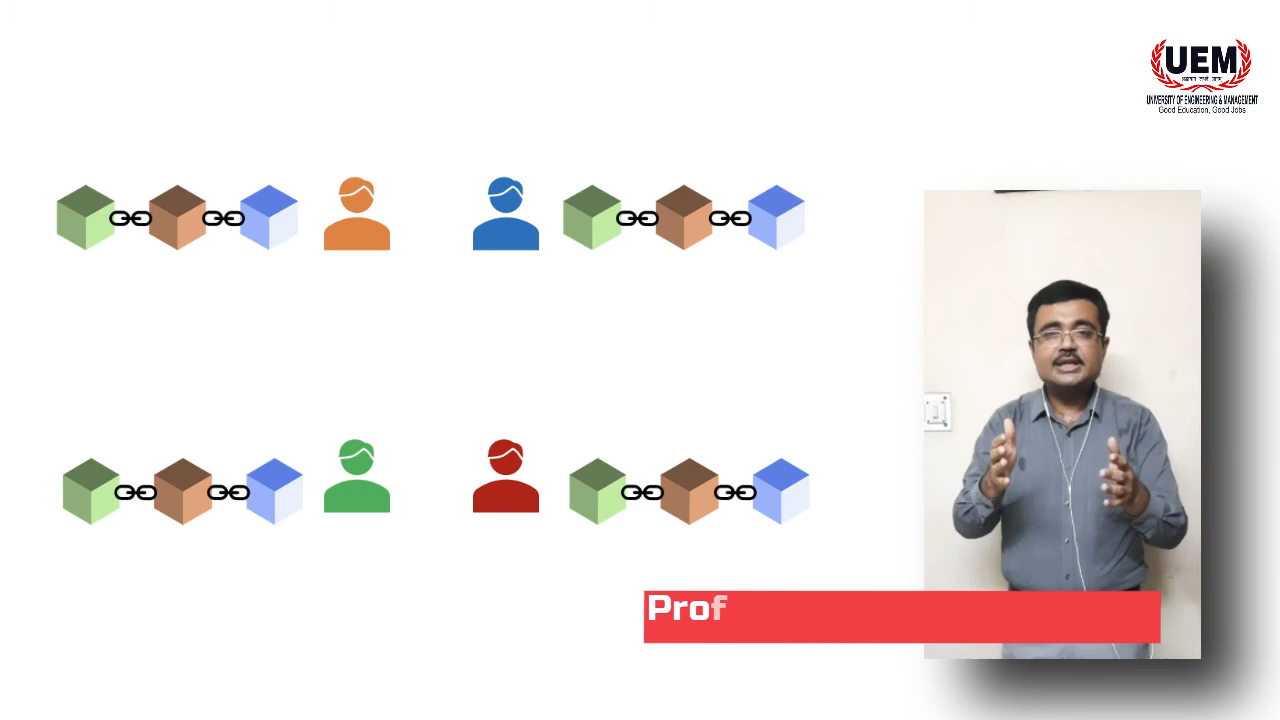 UEM
UNIVERSITY OF ENGINEERING & MANAGEMENT
Good Education, Good Jobs
Prof